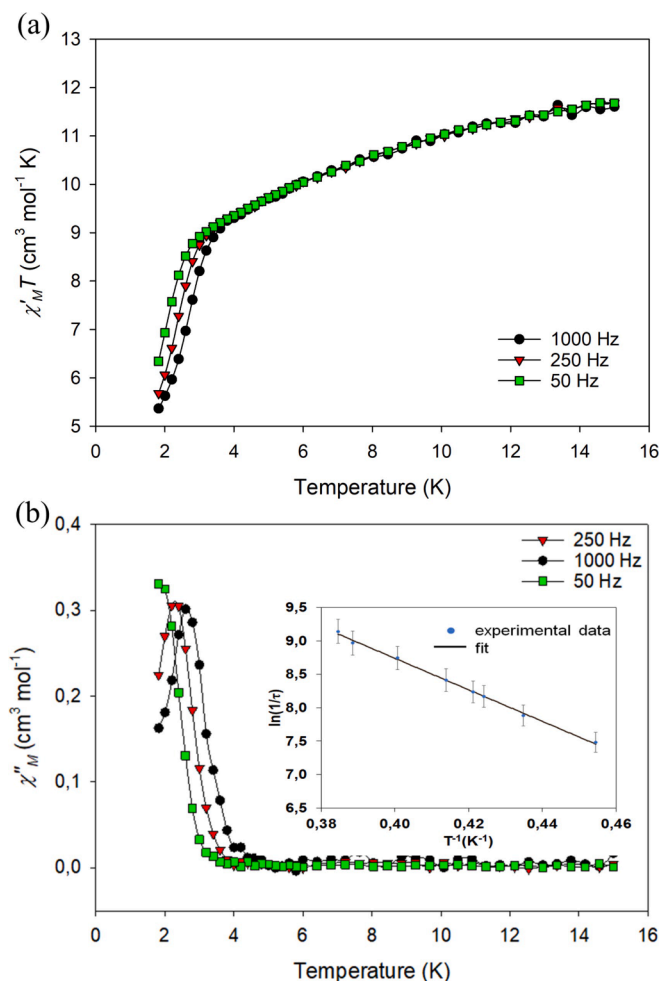 (a)
13
12
11
10
9
8
7
6
5
χ′MT (cm³ mol⁻¹ K)
1000 Hz
250 Hz
50 Hz
0 2 4 6 8 10 12 14 16
Temperature (K)
(b)
0,4
0,3
0,2
0,1
0,0
χ″M (cm³ mol⁻¹)
250 Hz
1000 Hz
50 Hz
9,5
9,0
8,5
8,0
7,5
7,0
6,5
ln(1/τ)
experimental data
fit
0,38 0,40 0,42 0,44 0,46
T⁻¹(K⁻¹)
0 2 4 6 8 10 12 14 16
Temperature (K)